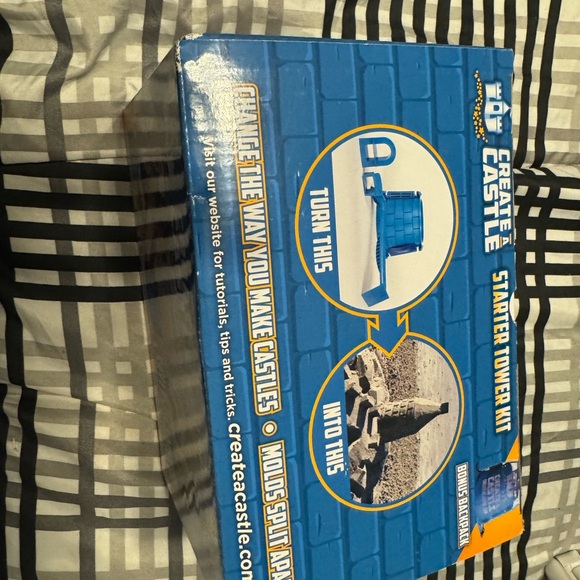 CREATE A
CASTLE
STARTER TOWER KIT
BONUS BACKPACK
TURN THIS
INTO THIS
CHANGE THE WAY YOU MAKE CASTLES • MOLDS SPLIT APA
Visit our website for tutorials, tips and tricks. createacastle.com